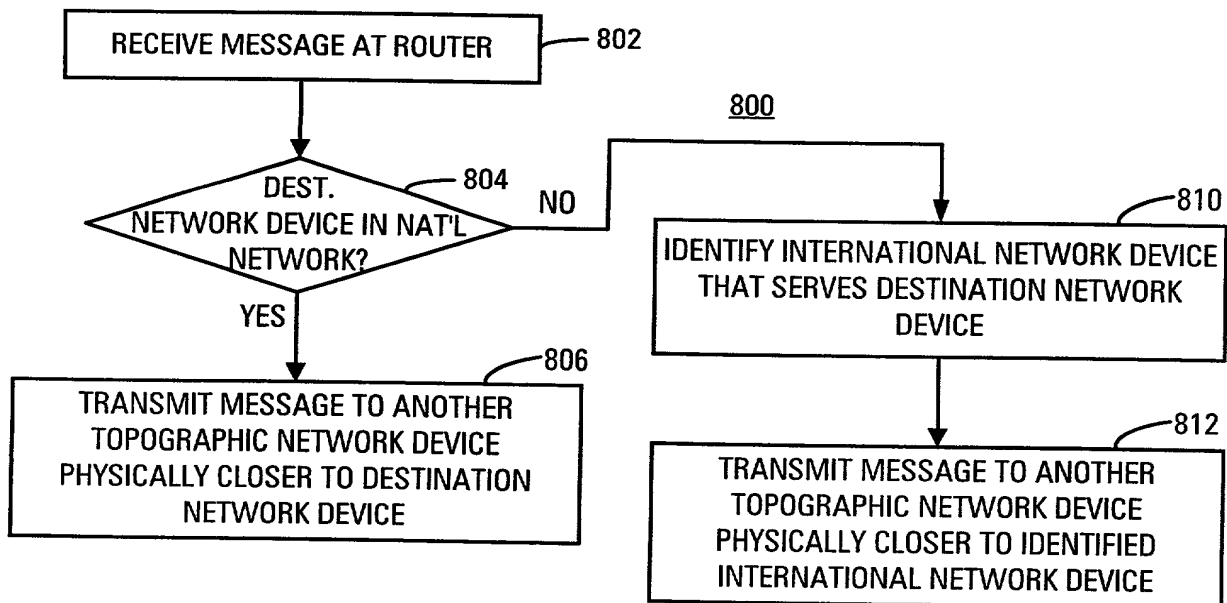 RECEIVE MESSAGE AT ROUTER
802
800
DEST.
NETWORK DEVICE IN NAT'L
NETWORK?
804
NO
YES
806
TRANSMIT MESSAGE TO ANOTHER
TOPOGRAPHIC NETWORK DEVICE
PHYSICALLY CLOSER TO DESTINATION
NETWORK DEVICE
810
IDENTIFY INTERNATIONAL NETWORK DEVICE
THAT SERVES DESTINATION NETWORK
DEVICE
812
TRANSMIT MESSAGE TO ANOTHER
TOPOGRAPHIC NETWORK DEVICE
PHYSICALLY CLOSER TO IDENTIFIED
INTERNATIONAL NETWORK DEVICE